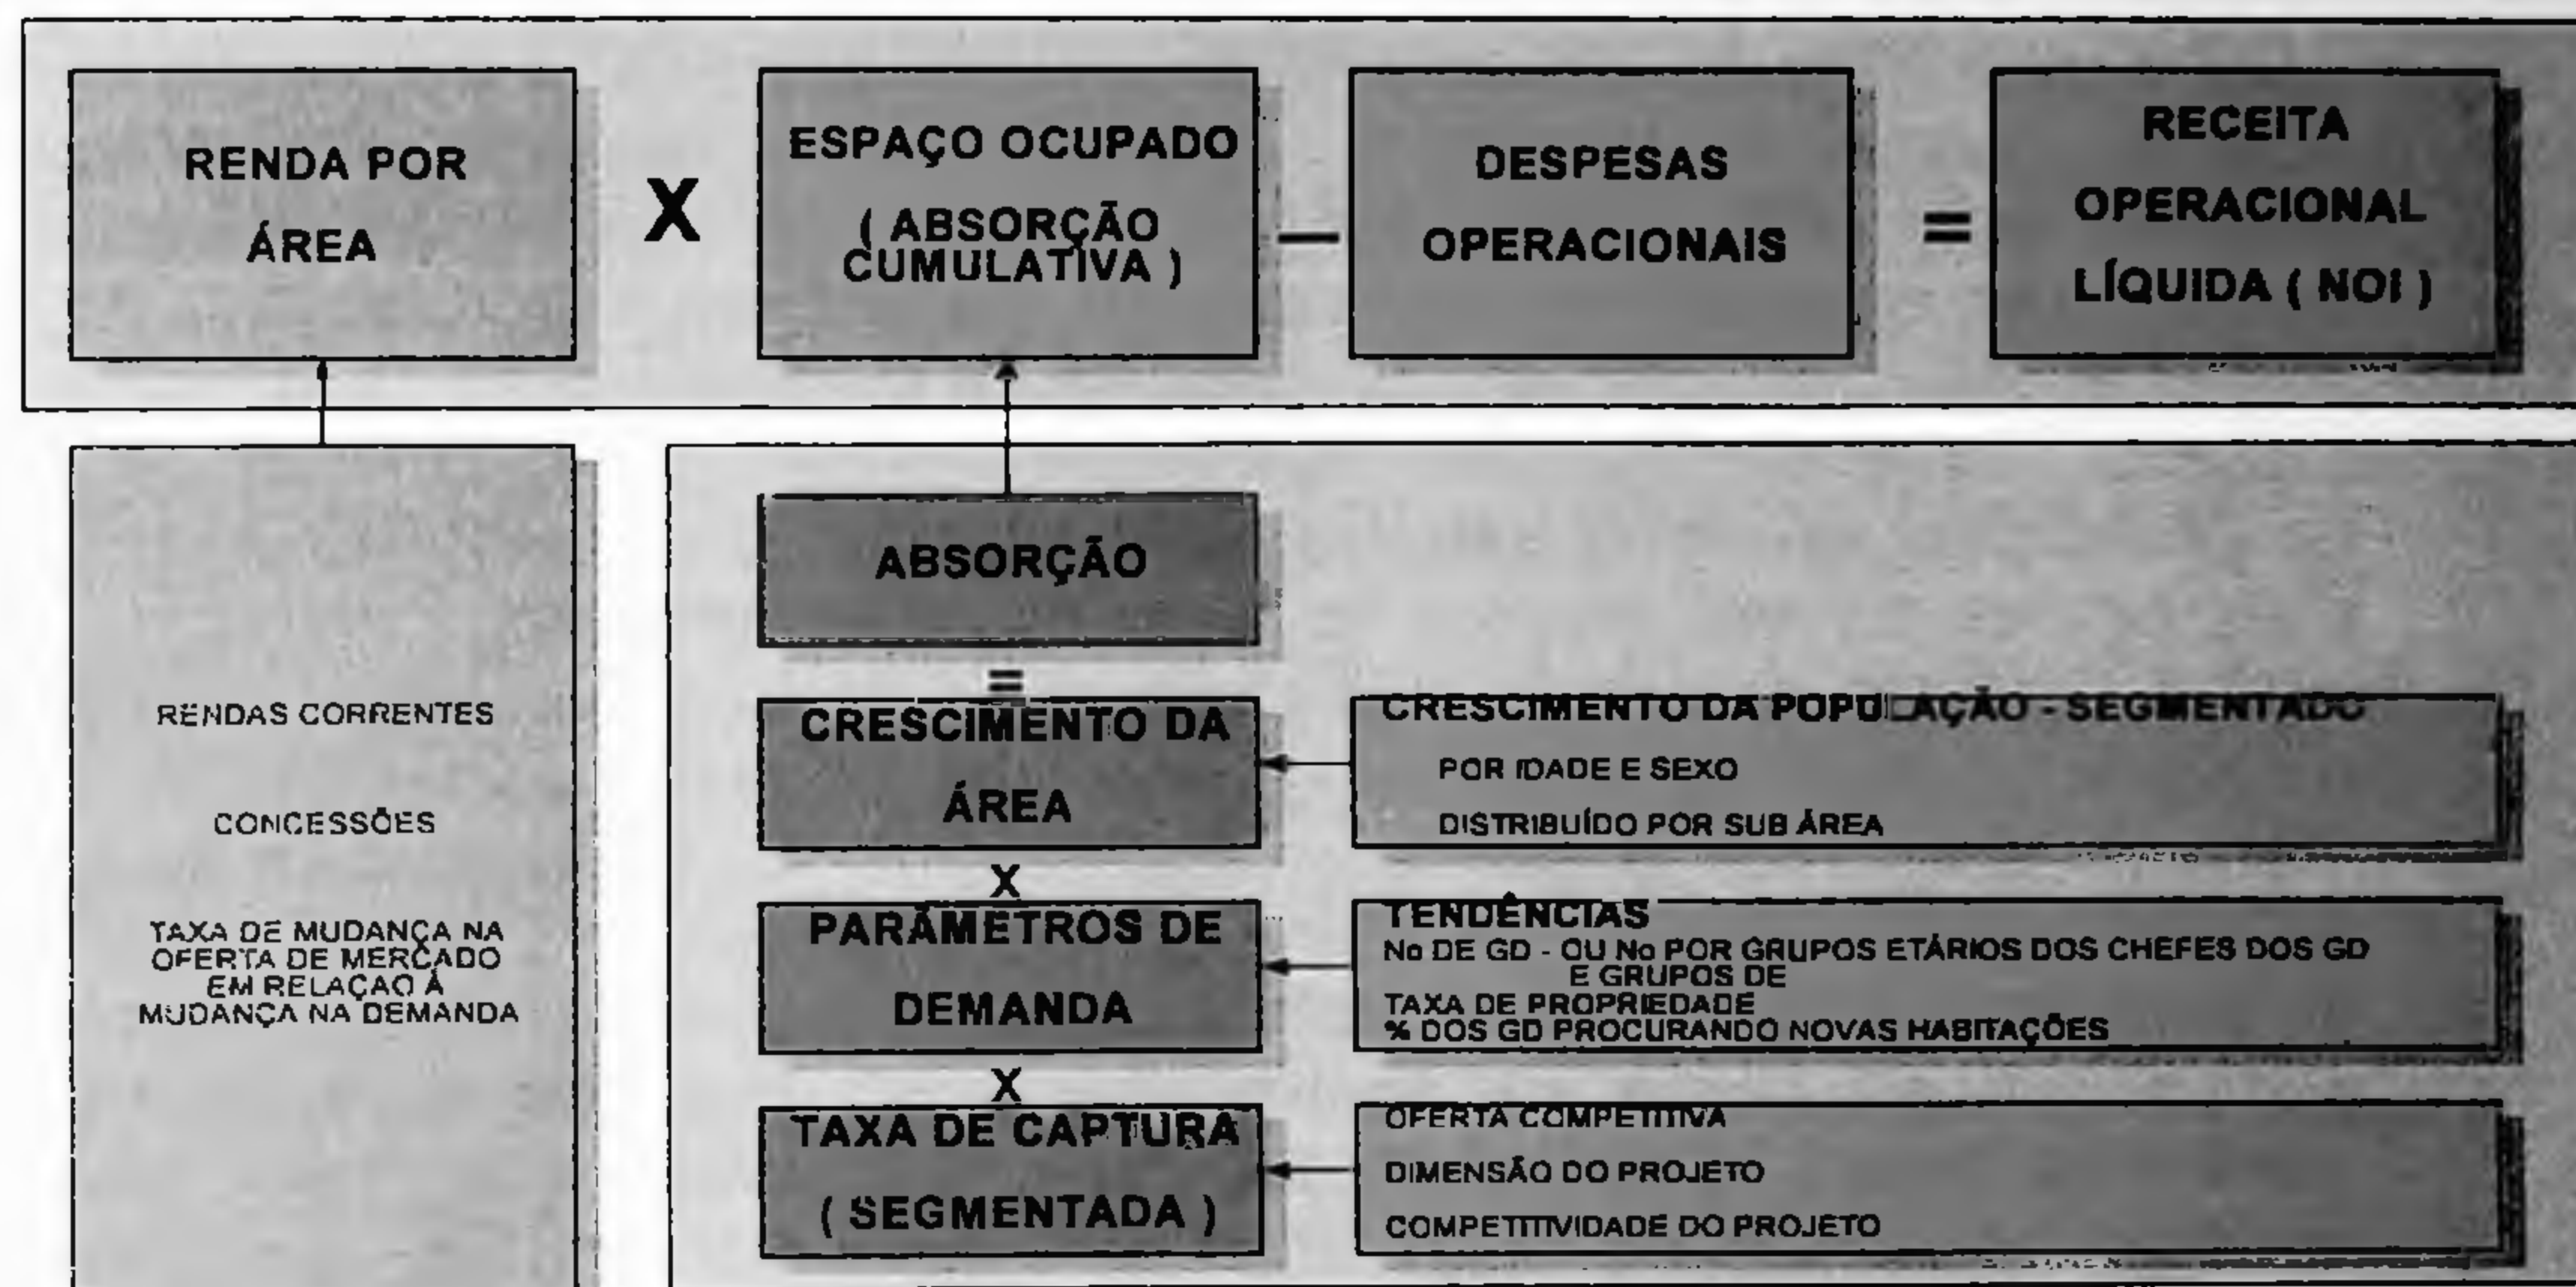 RENDA POR
ÁREA
X
ESPAÇO OCUPADO
( ABSORÇÃO
CUMULATIVA )
—
DESPESAS
OPERACIONAIS
=
RECEITA
OPERACIONAL
LÍQUIDA ( NOI )
RENDAS CORRENTES
CONCESSÕES
TAXA DE MUDANÇA NA
OFERTA DE MERCADO
EM RELAÇAO À
MUDANÇA NA DEMANDA
ABSORÇÃO
=
CRESCIMENTO DA
ÁREA
CRESCIMENTO DA POPULAÇÃO - SEGMENTADO
POR IDADE E SEXO
DISTRIBUÍDO POR SUB ÁREA
X
PARÂMETROS DE
DEMANDA
TENDÊNCIAS
No DE GD - OU No POR GRUPOS ETÁRIOS DOS CHEFES DOS GD
E GRUPOS DE
TAXA DE PROPRIEDADE
% DOS GD PROCURANDO NOVAS HABITAÇÕES
X
TAXA DE CAPTURA
( SEGMENTADA )
OFERTA COMPETITIVA
DIMENSÃO DO PROJETO
COMPETITIVIDADE DO PROJETO